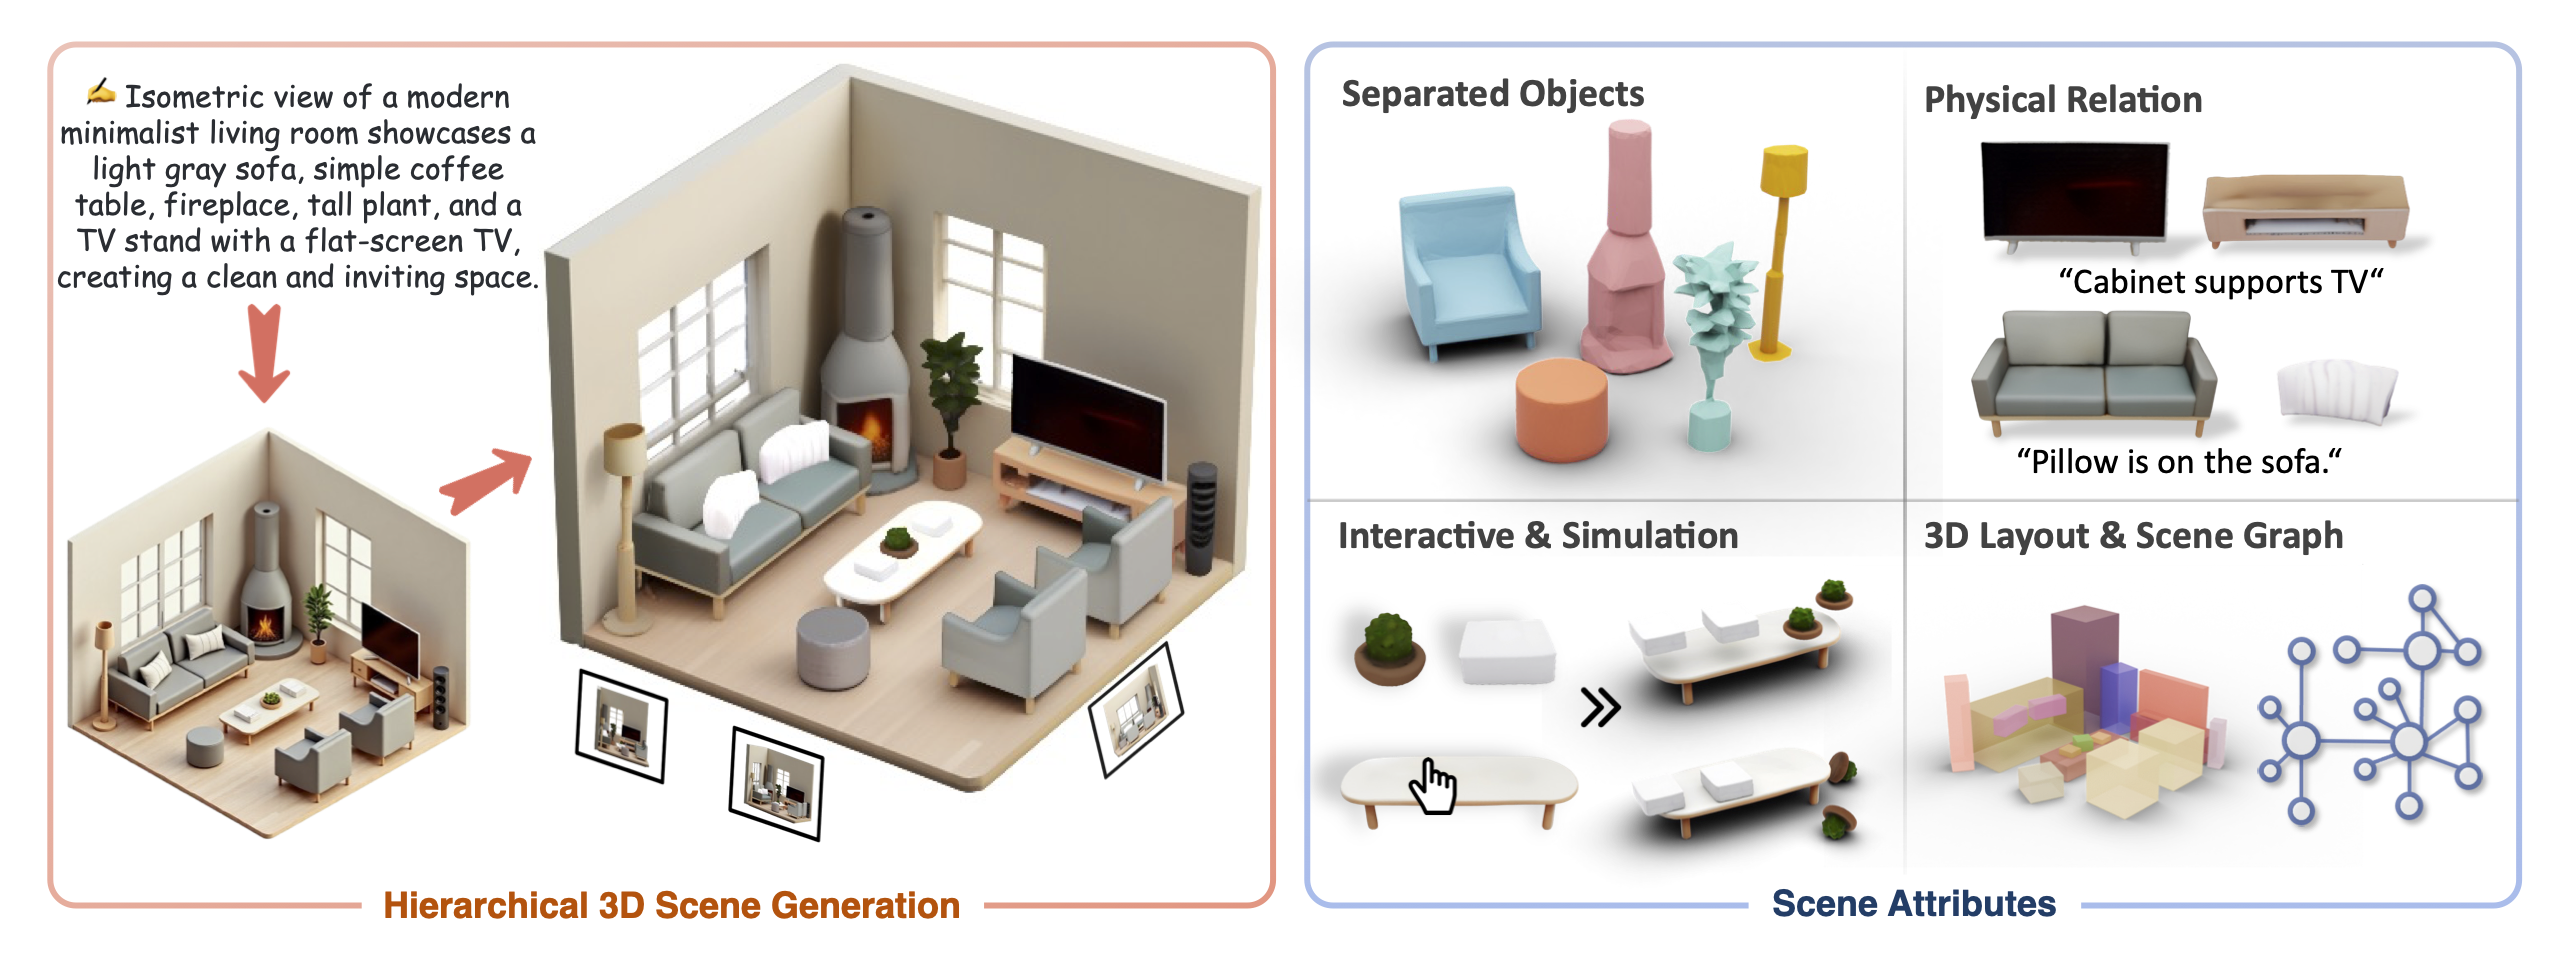 Isometric view of a modern
minimalist living room showcases a
light gray sofa, simple coffee
table, fireplace, tall plant, and a
TV stand with a flat-screen TV,
creating a clean and inviting space.
Hierarchical 3D Scene Generation
Separated Objects
Physical Relation
“Cabinet supports TV“
“Pillow is on the sofa.“
Interactive & Simulation
3D Layout & Scene Graph
Scene Attributes